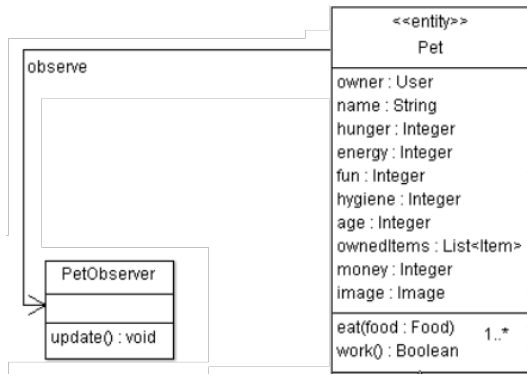 <<entity>>
Pet
observe
owner : User
name : String
hunger : Integer
energy : Integer
fun : Integer
hygiene : Integer
age : Integer
ownedItems : List<Item>
money : Integer
image : Image
eat(food : Food)
work() : Boolean
1..*
PetObserver
update() : void